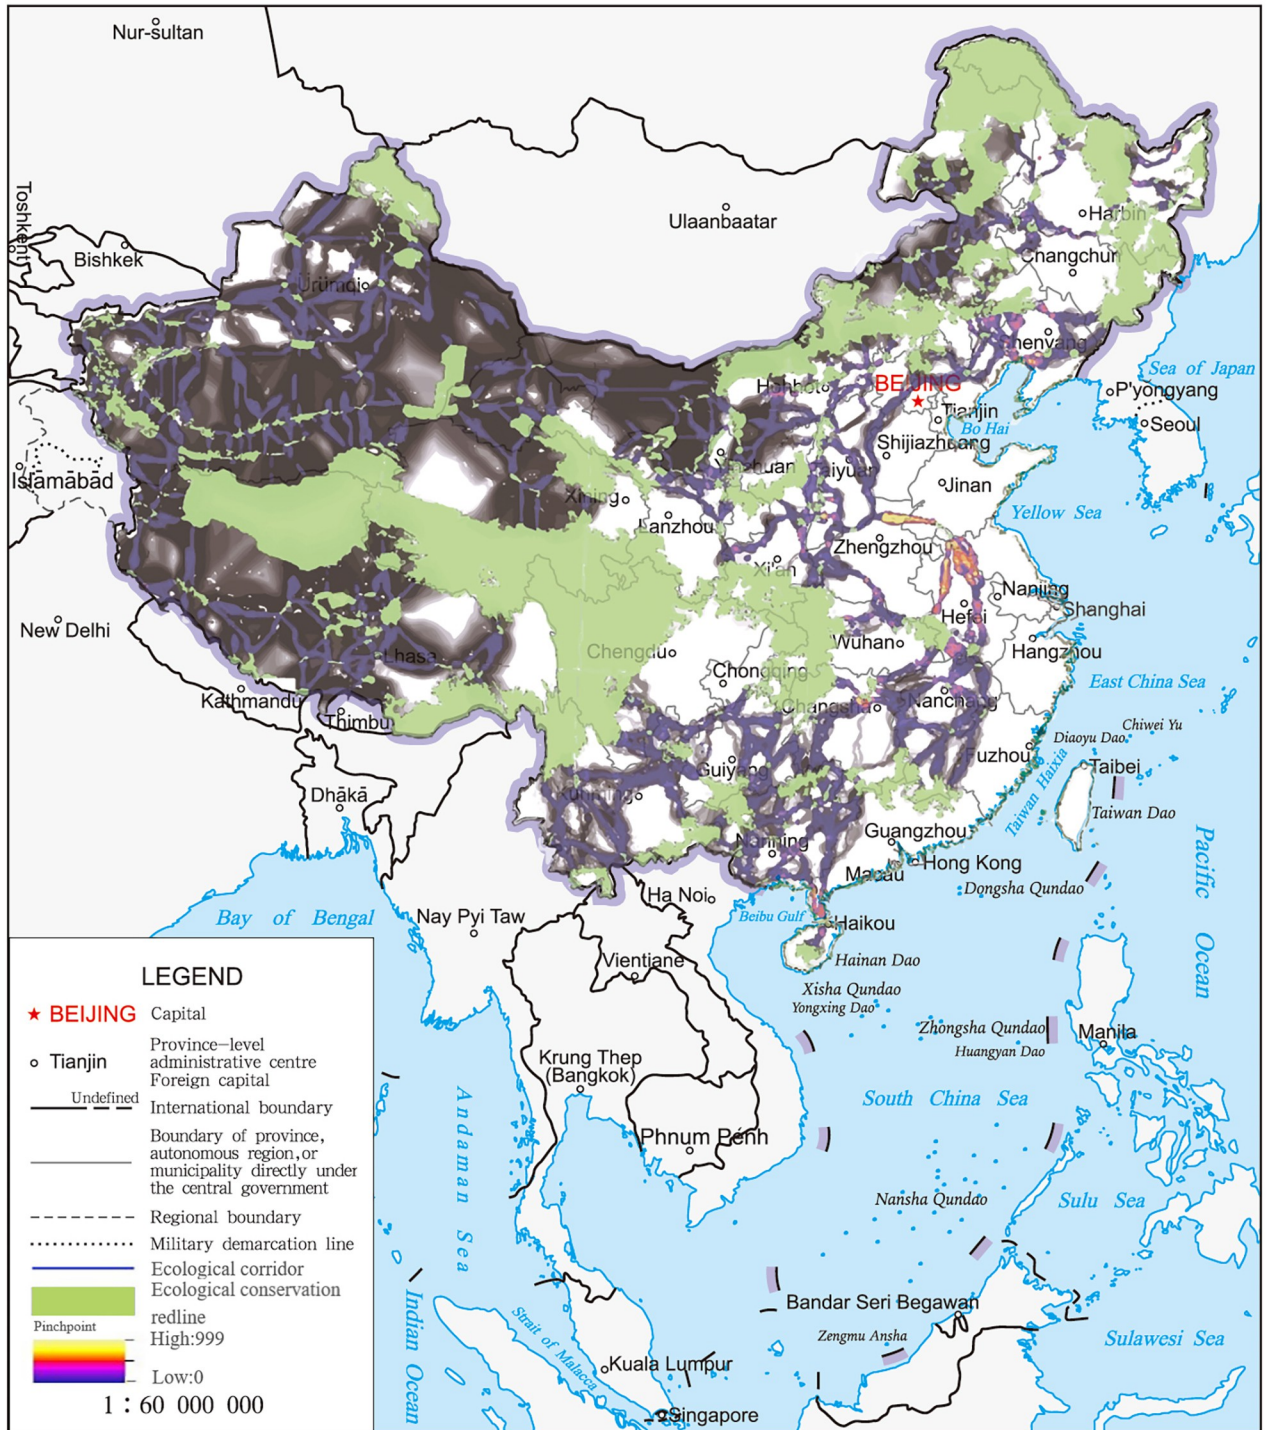 Nur-sultan
Toshkent
Bishkek
Ulaanbaatar
Harbin
Changchun
Ürümqi
Shenyang
Sea of Japan
Hohhot
BEIJING
P'yongyang
Tianjin
Seoul
Bo Hai
Shijiazhuang
Yinchuan
Taiyuan
Islāmābād
Jinan
Xining
Lanzhou
Yellow Sea
Zhengzhou
Xi'an
Nanjing
Hefei
Shanghai
New Delhi
Wuhan
Hangzhou
Chengdu
Lhasa
Chongqing
East China Sea
Kathmandu
Changsha
Nanchang
Thimbu
Chiwei Yu
Diaoyu Dao
Fuzhou
Guiyang
Taibei
Taiwan Haixia
Dhākā
Kunming
Taiwan Dao
Guangzhou
Nanning
Hong Kong
Macau
Dongsha Qundao
Pacific Ocean
Ha Noi
Bay of Bengal
Nay Pyi Taw
Beibu Gulf
Haikou
Vientiane
Hainan Dao
Xisha Qundao
Yongxing Dao
Zhongsha Qundao
Manila
Huangyan Dao
Krung Thep
(Bangkok)
South China Sea
Andaman Sea
Phnum Pénh
Nansha Qundao
Sulu Sea
Bandar Seri Begawan
Zengmu Ansha
Sulawesi Sea
Strait of Malacca
Indian Ocean
Kuala Lumpur
Singapore
LEGEND
BEIJING Capital
Tianjin
Province-level
administrative centre
Foreign capital
Undefined
International boundary
Boundary of province,
autonomous region,or
municipality directly under
the central government
Regional boundary
Military demarcation line
Ecological corridor
Ecological conservation
redline
Pinchpoint
High:999
Low:0
1：60 000 000